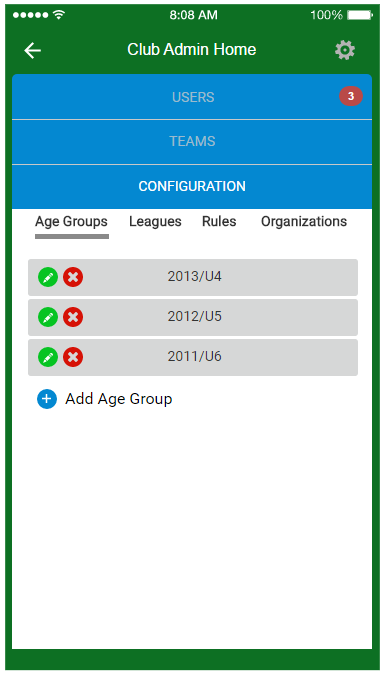 8:08 AM 100%
Club Admin Home
USERS 3
TEAMS
CONFIGURATION
Age Groups Leagues Rules Organizations
2013/U4
2012/U5
2011/U6
Add Age Group